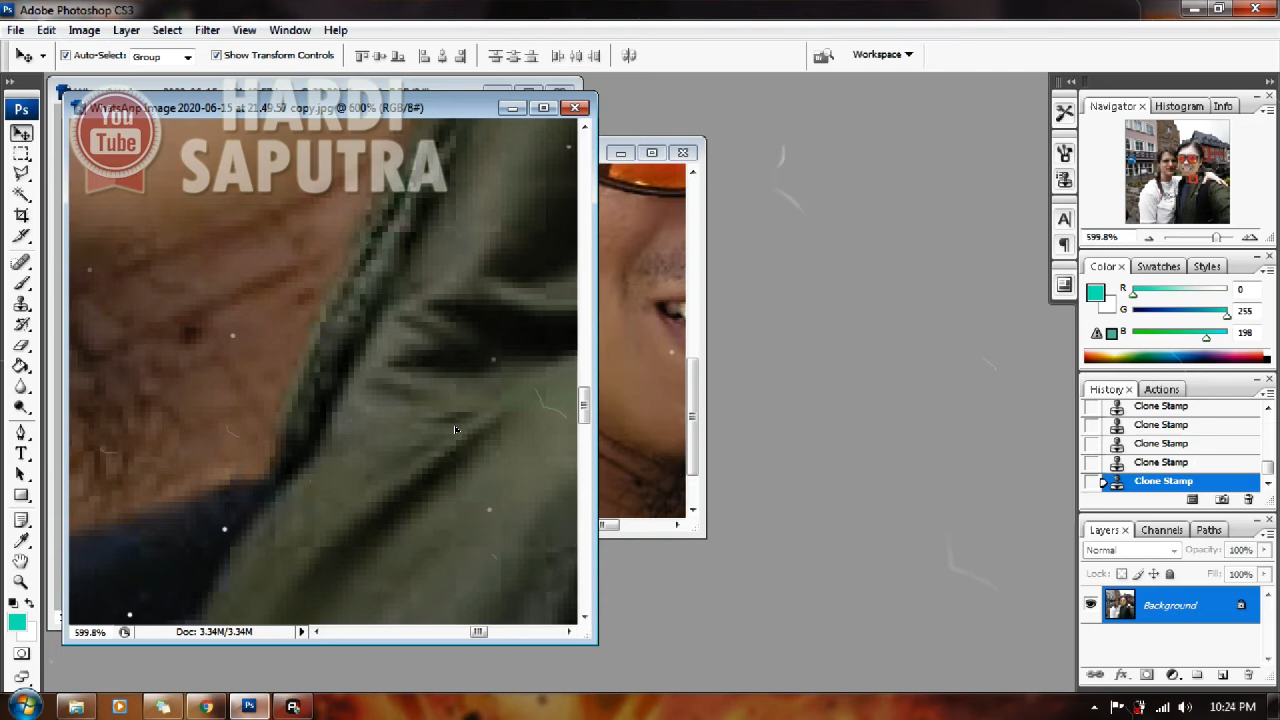 Adobe Photoshop CS3
File Edit Image Layer Select Filter View Window Help
Auto-Select: Group Show Transform Controls Workspace
WhatsApp Image 2020-06-15 at 21.49.57 copy.jpg @ 600% (RGB/8#)
You
Tube
HARDI
SAPUTRA
Ps
Navigator Histogram Info
599.8%
Color Swatches Styles
R 0
G 255
B 198
History Actions
Clone Stamp
Clone Stamp
Clone Stamp
Clone Stamp
Clone Stamp
Layers Channels Paths
Normal Opacity: 100%
Lock: Fill: 100%
Background
599.8% Doc: 3.34M/3.34M
10:24 PM